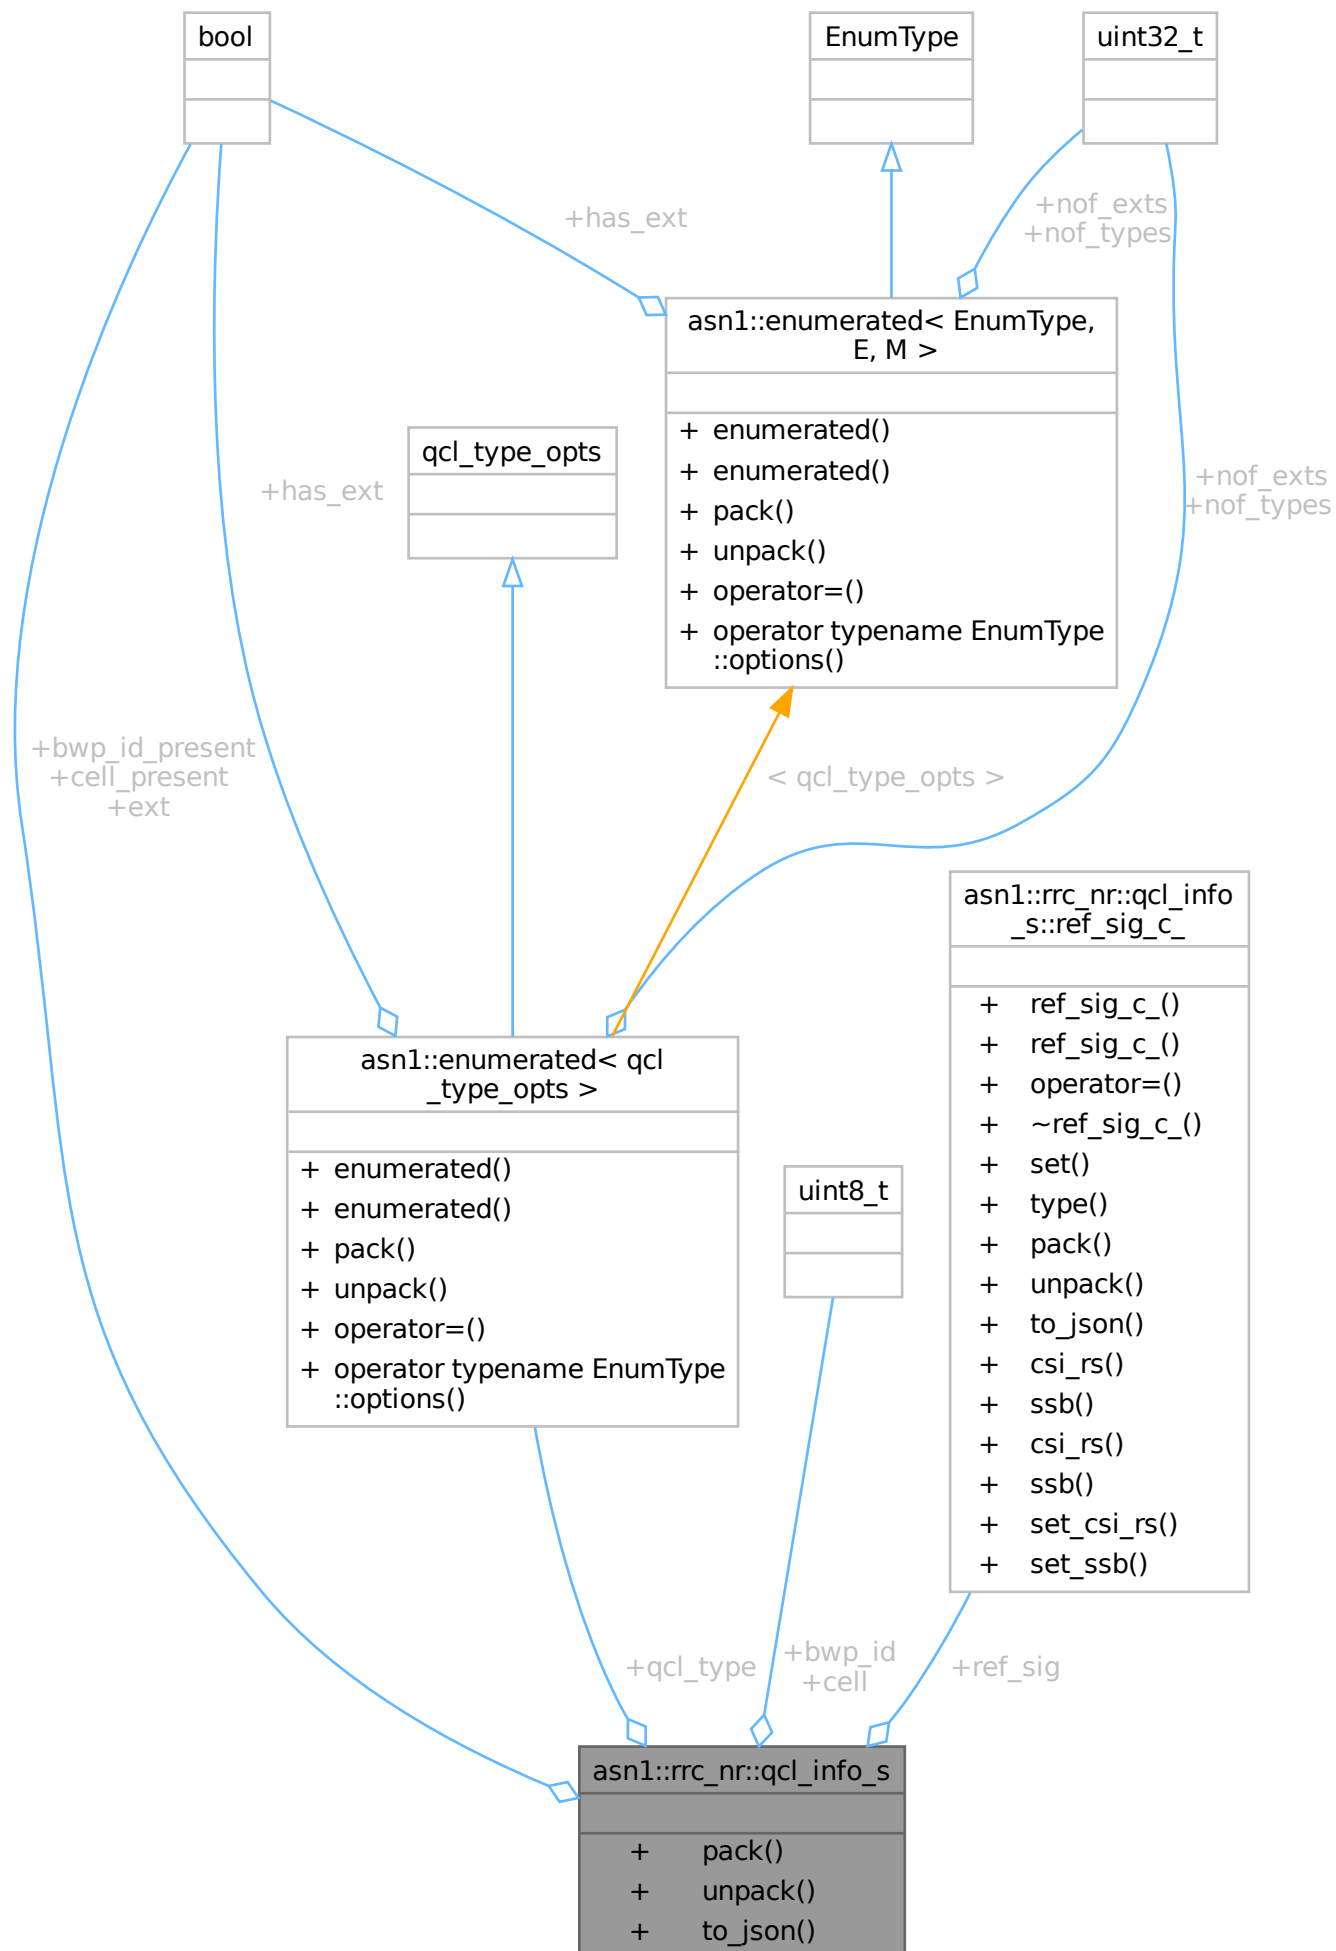 bool
EnumType
uint32_t
+has_ext
+nof_exts
+nof_types
asn1::enumerated< EnumType,
E, M >
+ enumerated()
+ enumerated()
+ pack()
+ unpack()
+ operator=()
+ operator typename EnumType
::options()
qcl_type_opts
+has_ext
+nof_exts
+nof_types
+bwp_id_present
+cell_present
+ext
< qcl_type_opts >
asn1::rrc_nr::qcl_info
_s::ref_sig_c_
+ ref_sig_c_()
+ ref_sig_c_()
+ operator=()
+ ~ref_sig_c_()
+ set()
+ type()
+ pack()
+ unpack()
+ to_json()
+ csi_rs()
+ ssb()
+ csi_rs()
+ ssb()
+ set_csi_rs()
+ set_ssb()
asn1::enumerated< qcl
_type_opts >
+ enumerated()
+ enumerated()
+ pack()
+ unpack()
+ operator=()
+ operator typename EnumType
::options()
uint8_t
+qcl_type
+bwp_id
+cell
+ref_sig
asn1::rrc_nr::qcl_info_s
+ pack()
+ unpack()
+ to_json()